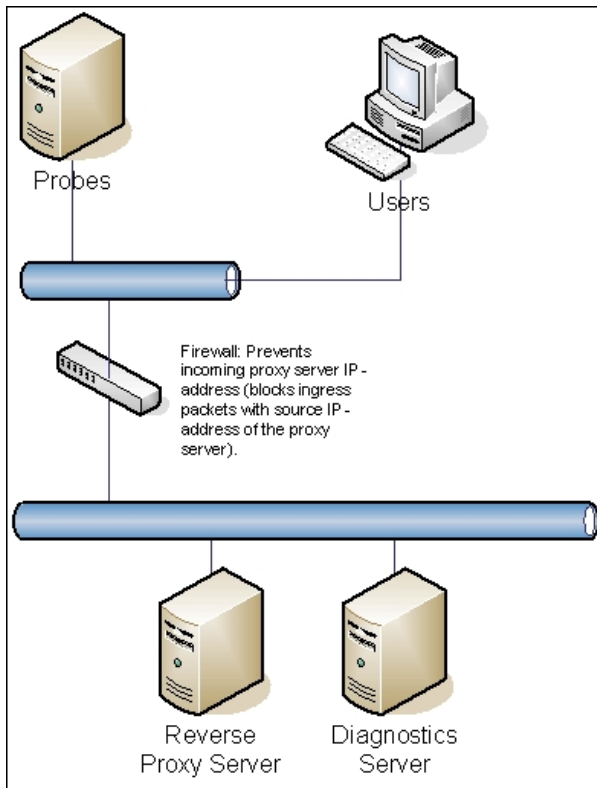 Probes
Users
Firewall: Prevents
incoming proxy server IP -
address (blocks ingress
packets with source IP -
address of the proxy
server).
Reverse
Proxy Server
Diagnostics
Server